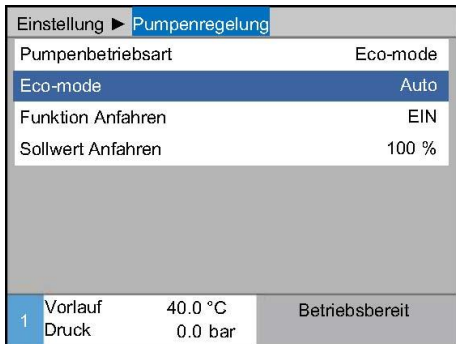 Einstellung ► Pumpenregelung
Pumpenbetriebsart Eco-mode
Eco-mode Auto
Funktion Anfahren EIN
Sollwert Anfahren 100 %
1 Vorlauf 40.0 °C Betriebsbereit
Druck 0.0 bar